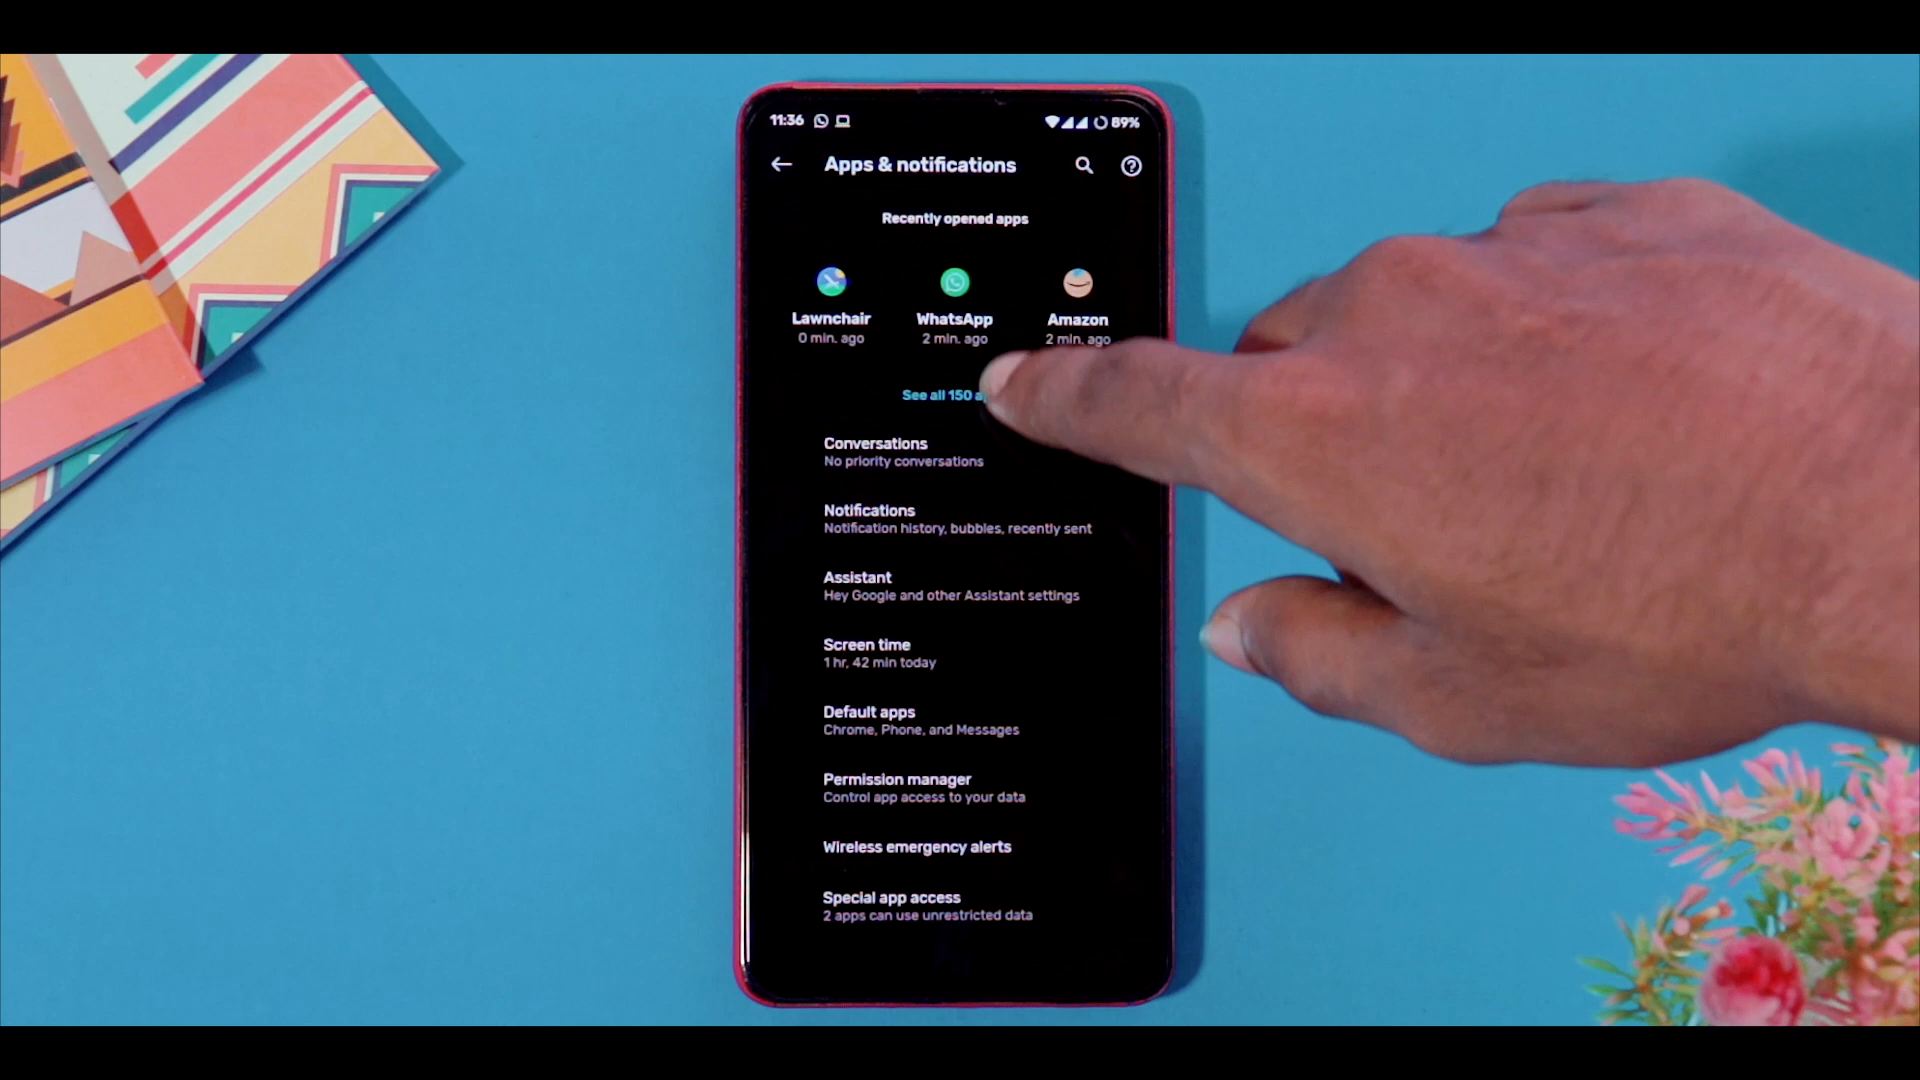 11:36 89%
Apps & notifications
Recently opened apps
Lawnchair WhatsApp Amazon
0 min. ago 2 min. ago 2 min. ago
See all 150
Conversations
No priority conversations
Notifications
Notification history, bubbles, recently sent
Assistant
Hey Google and other Assistant settings
Screen time
1 hr, 42 min today
Default apps
Chrome, Phone, and Messages
Permission manager
Control app access to your data
Wireless emergency alerts
Special app access
2 apps can use unrestricted data